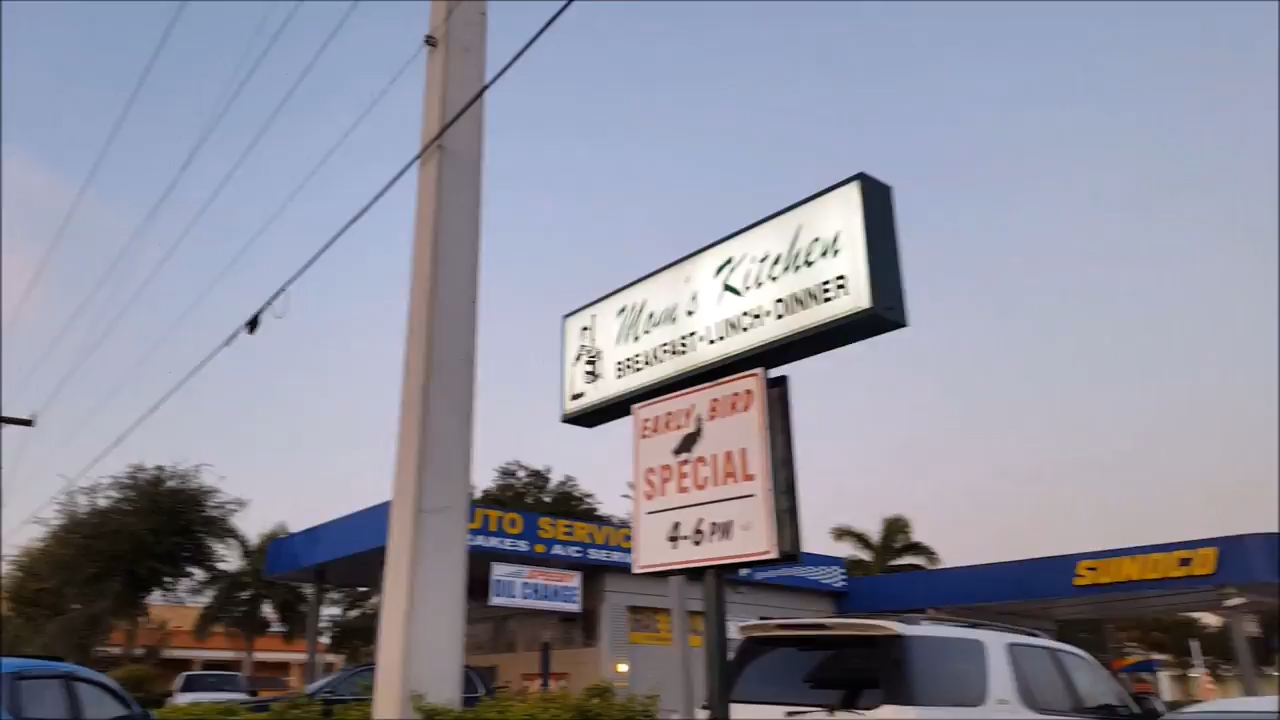 Mom's Kitchen
BREAKFAST·LUNCH·DINNER
EARLY BIRD
SPECIAL
4-6 PM
UTO SERVIC
OIL CHANGE
SUNOCO